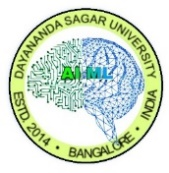 DAYANANDA SAGAR UNIVERSITY
AI-ML
ESTD. 2014 • BANGALORE • INDIA